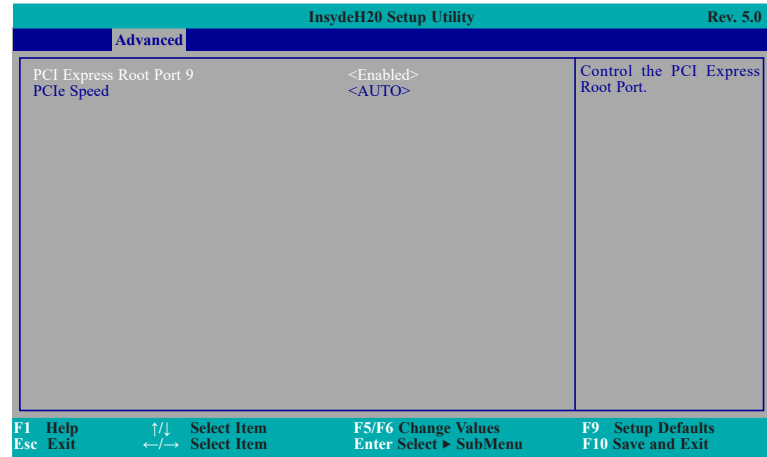 InsydeH20 Setup Utility Rev. 5.0
Advanced
PCI Express Root Port 9 <Enabled>
PCIe Speed <AUTO>
Control the PCI Express
Root Port.
F1 Help ↑/↓ Select Item F5/F6 Change Values F9 Setup Defaults
Esc Exit ←/→ Select Item Enter Select ▶ SubMenu F10 Save and Exit